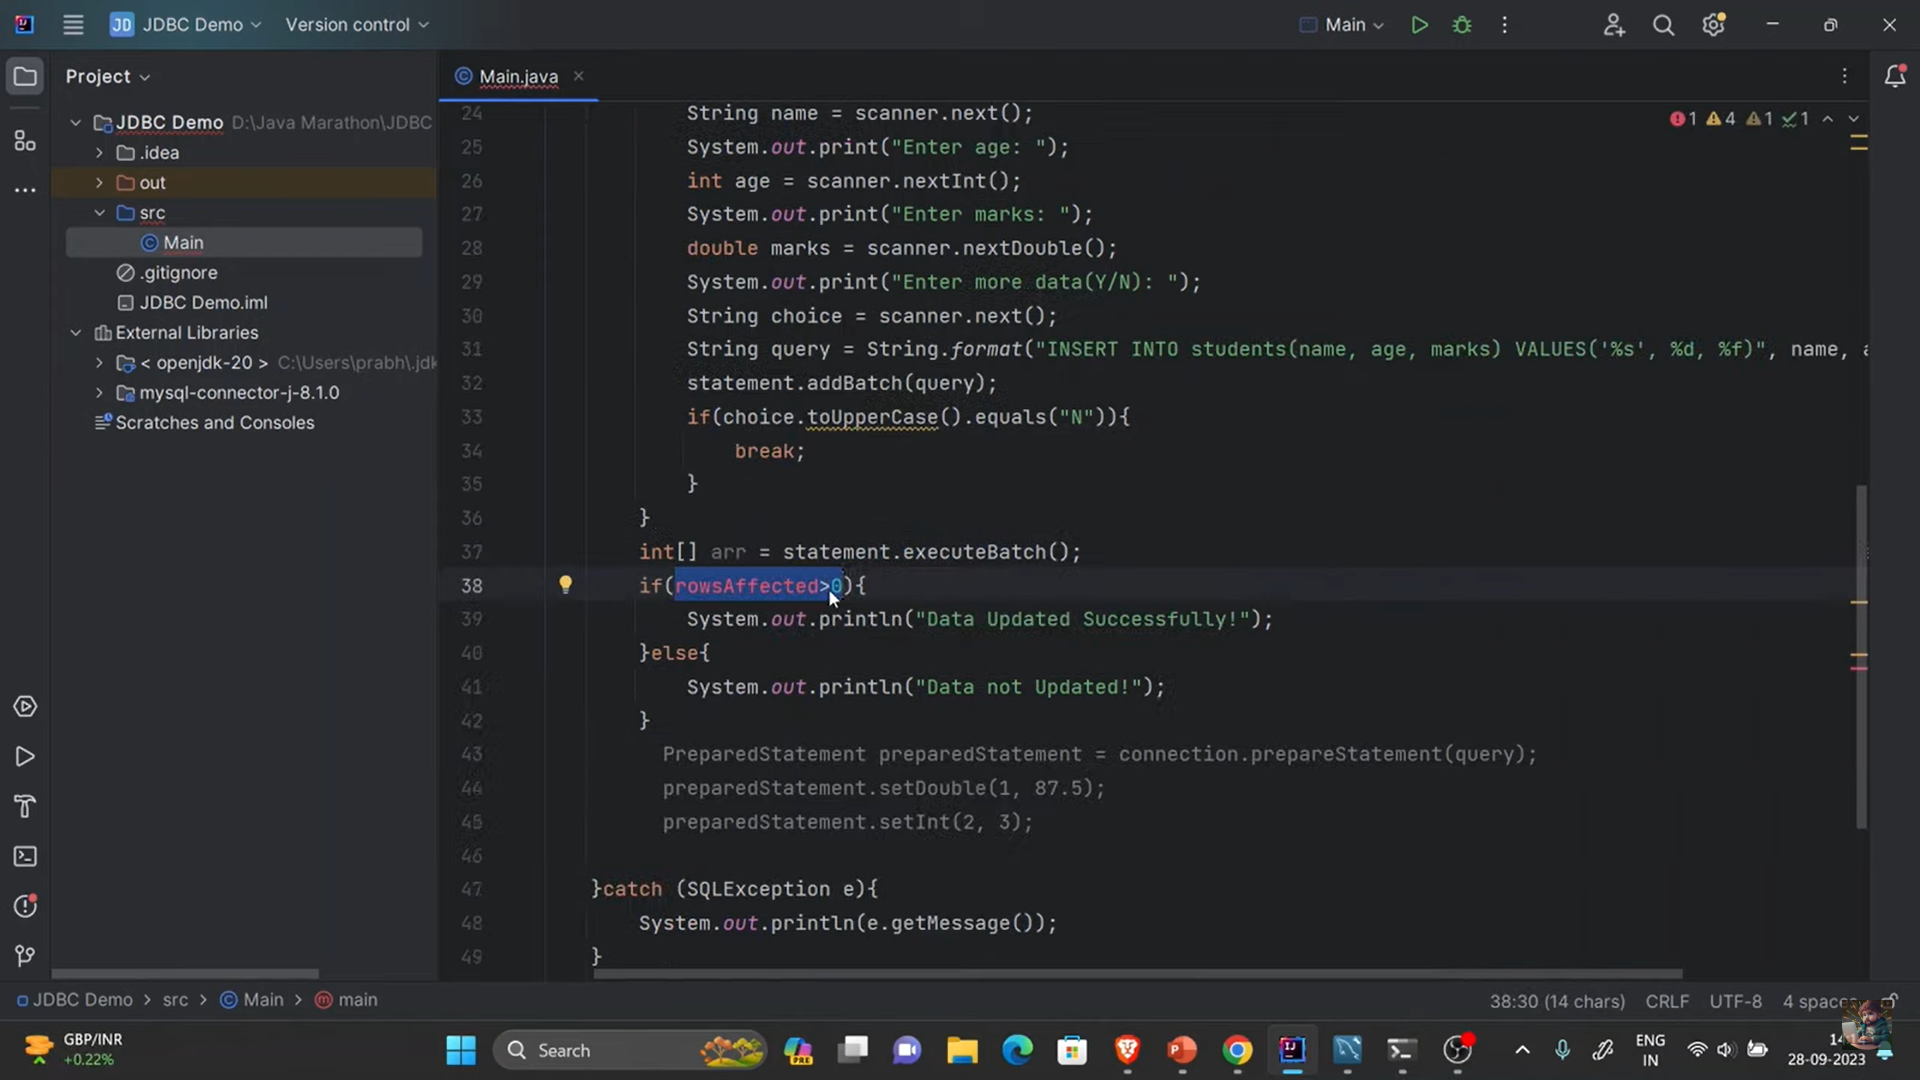 JD JDBC Demo Version control Main
Project
Main.java
JDBC Demo D:\Java Marathon\JDBC
.idea
out
src
Main
.gitignore
JDBC Demo.iml
External Libraries
< openjdk-20 > C:\Users\prabh\.jdk
mysql-connector-j-8.1.0
Scratches and Consoles
1 4 1 1
24 String name = scanner.next();
25 System.out.print("Enter age: ");
26 int age = scanner.nextInt();
27 System.out.print("Enter marks: ");
28 double marks = scanner.nextDouble();
29 System.out.print("Enter more data(Y/N): ");
30 String choice = scanner.next();
31 String query = String.format("INSERT INTO students(name, age, marks) VALUES('%s', %d, %f)", name, a
32 statement.addBatch(query);
33 if(choice.toUpperCase().equals("N")){
34 break;
35 }
36 }
37 int[] arr = statement.executeBatch();
38 if(rowsAffected>0){
39 System.out.println("Data Updated Successfully!");
40 }else{
41 System.out.println("Data not Updated!");
42 }
43 PreparedStatement preparedStatement = connection.prepareStatement(query);
44 preparedStatement.setDouble(1, 87.5);
45 preparedStatement.setInt(2, 3);
46
47 }catch (SQLException e){
48 System.out.println(e.getMessage());
49 }
JDBC Demo > src > Main > main 38:30 (14 chars) CRLF UTF-8 4 spaces
GBP/INR
+0.22%
Search
PRE
ENG
IN
28-09-2023